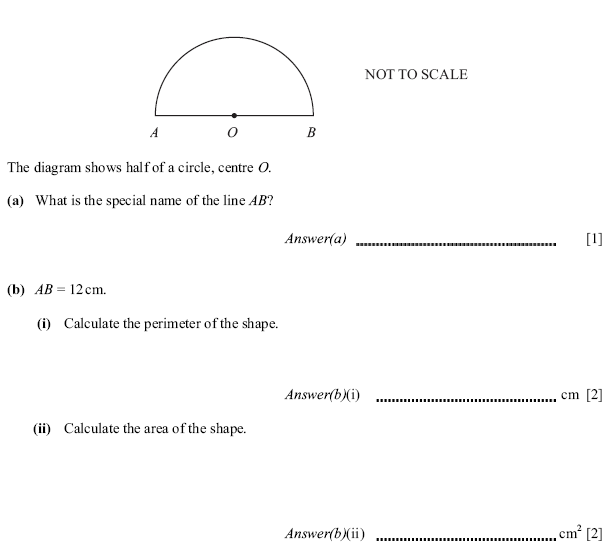 NOT TO SCALE
A O B
The diagram shows half of a circle, centre O.
(a) What is the special name of the line AB?
Answer(a) ........................................ [1]
(b) AB = 12 cm.
(i) Calculate the perimeter of the shape.
Answer(b)(i) ........................................ cm [2]
(ii) Calculate the area of the shape.
Answer(b)(ii) ........................................ cm² [2]